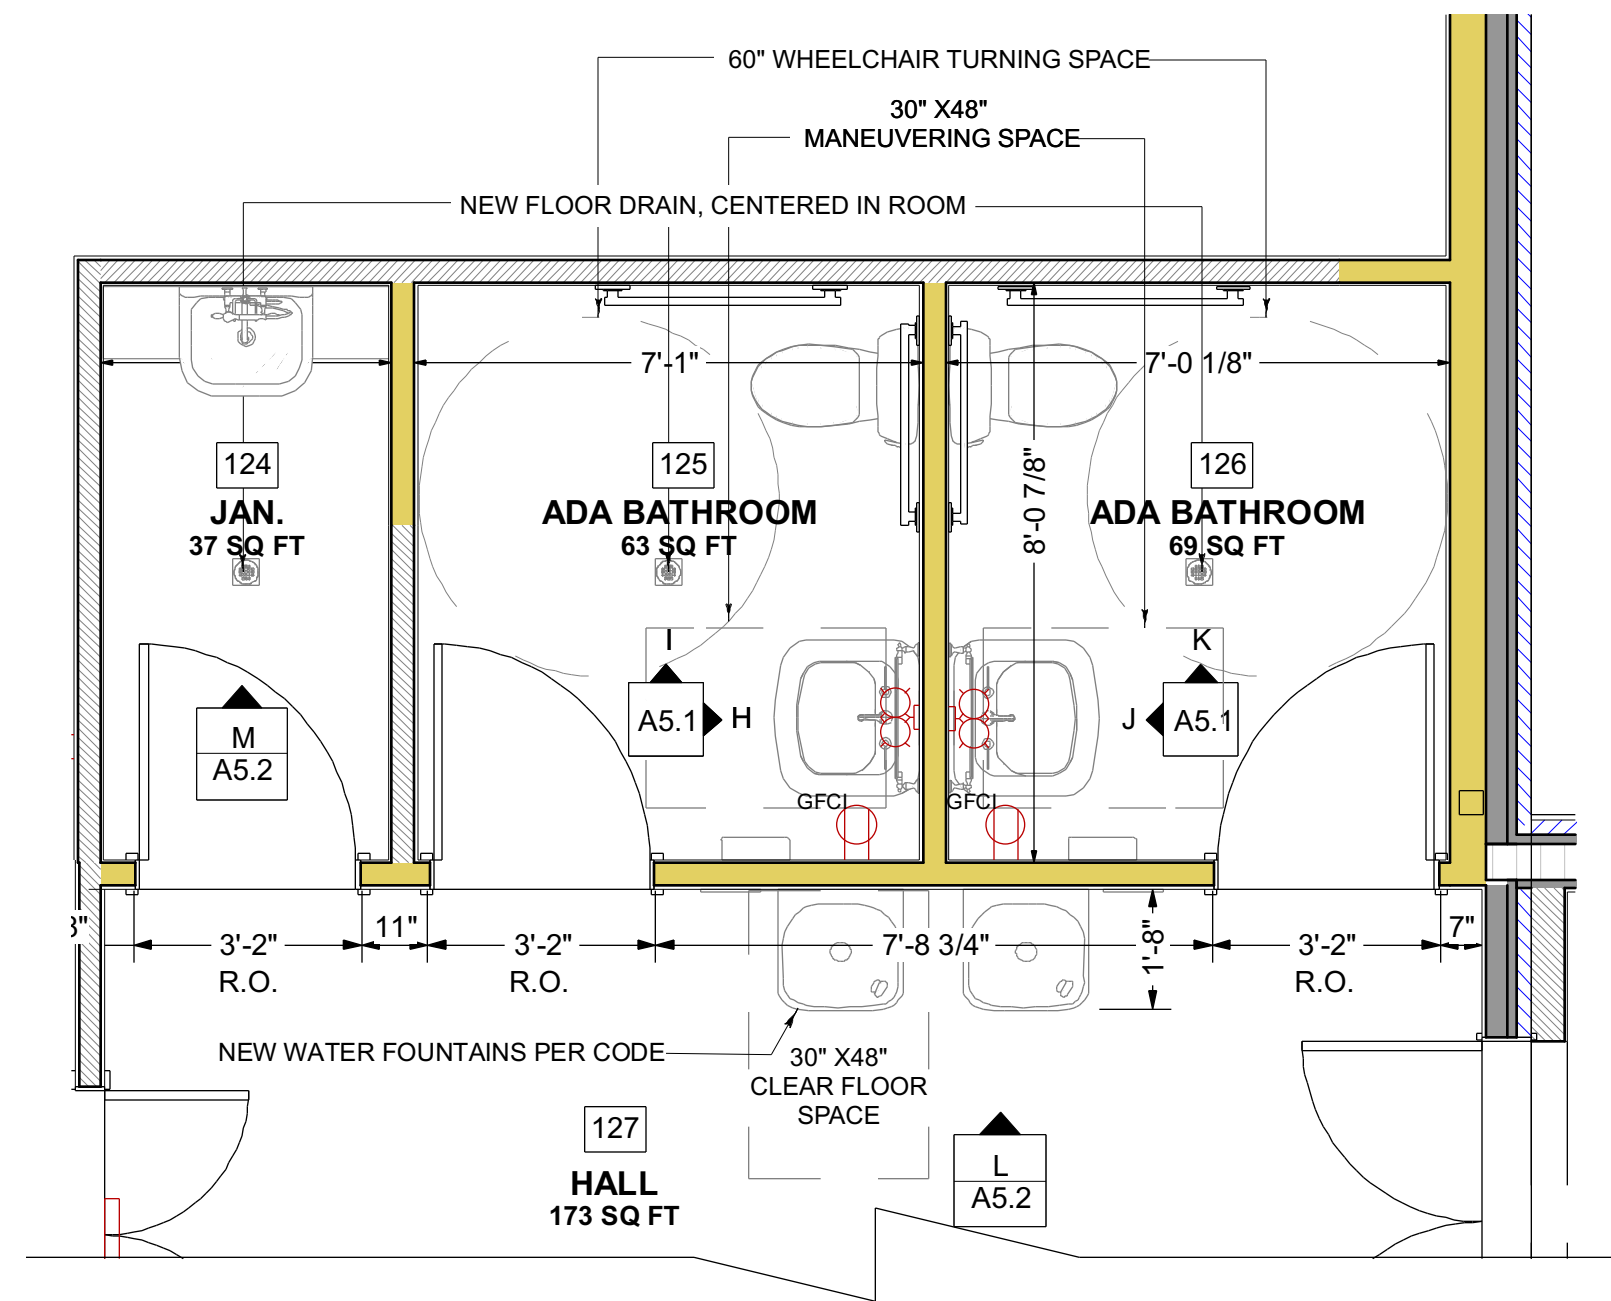 60" WHEELCHAIR TURNING SPACE
30" X48"
MANEUVERING SPACE
NEW FLOOR DRAIN, CENTERED IN ROOM
7'-1"
7'-0 1/8"
8'-0 7/8"
124
JAN.
37 SQ FT
125
ADA BATHROOM
63 SQ FT
126
ADA BATHROOM
69 SQ FT
I
A5.1
H
K
J
A5.1
M
A5.2
GFCI
GFCI
3'-2"
R.O.
11"
3'-2"
R.O.
7'-8 3/4"
1'-8"
3'-2"
R.O.
7"
NEW WATER FOUNTAINS PER CODE
30" X48"
CLEAR FLOOR
SPACE
127
HALL
173 SQ FT
L
A5.2